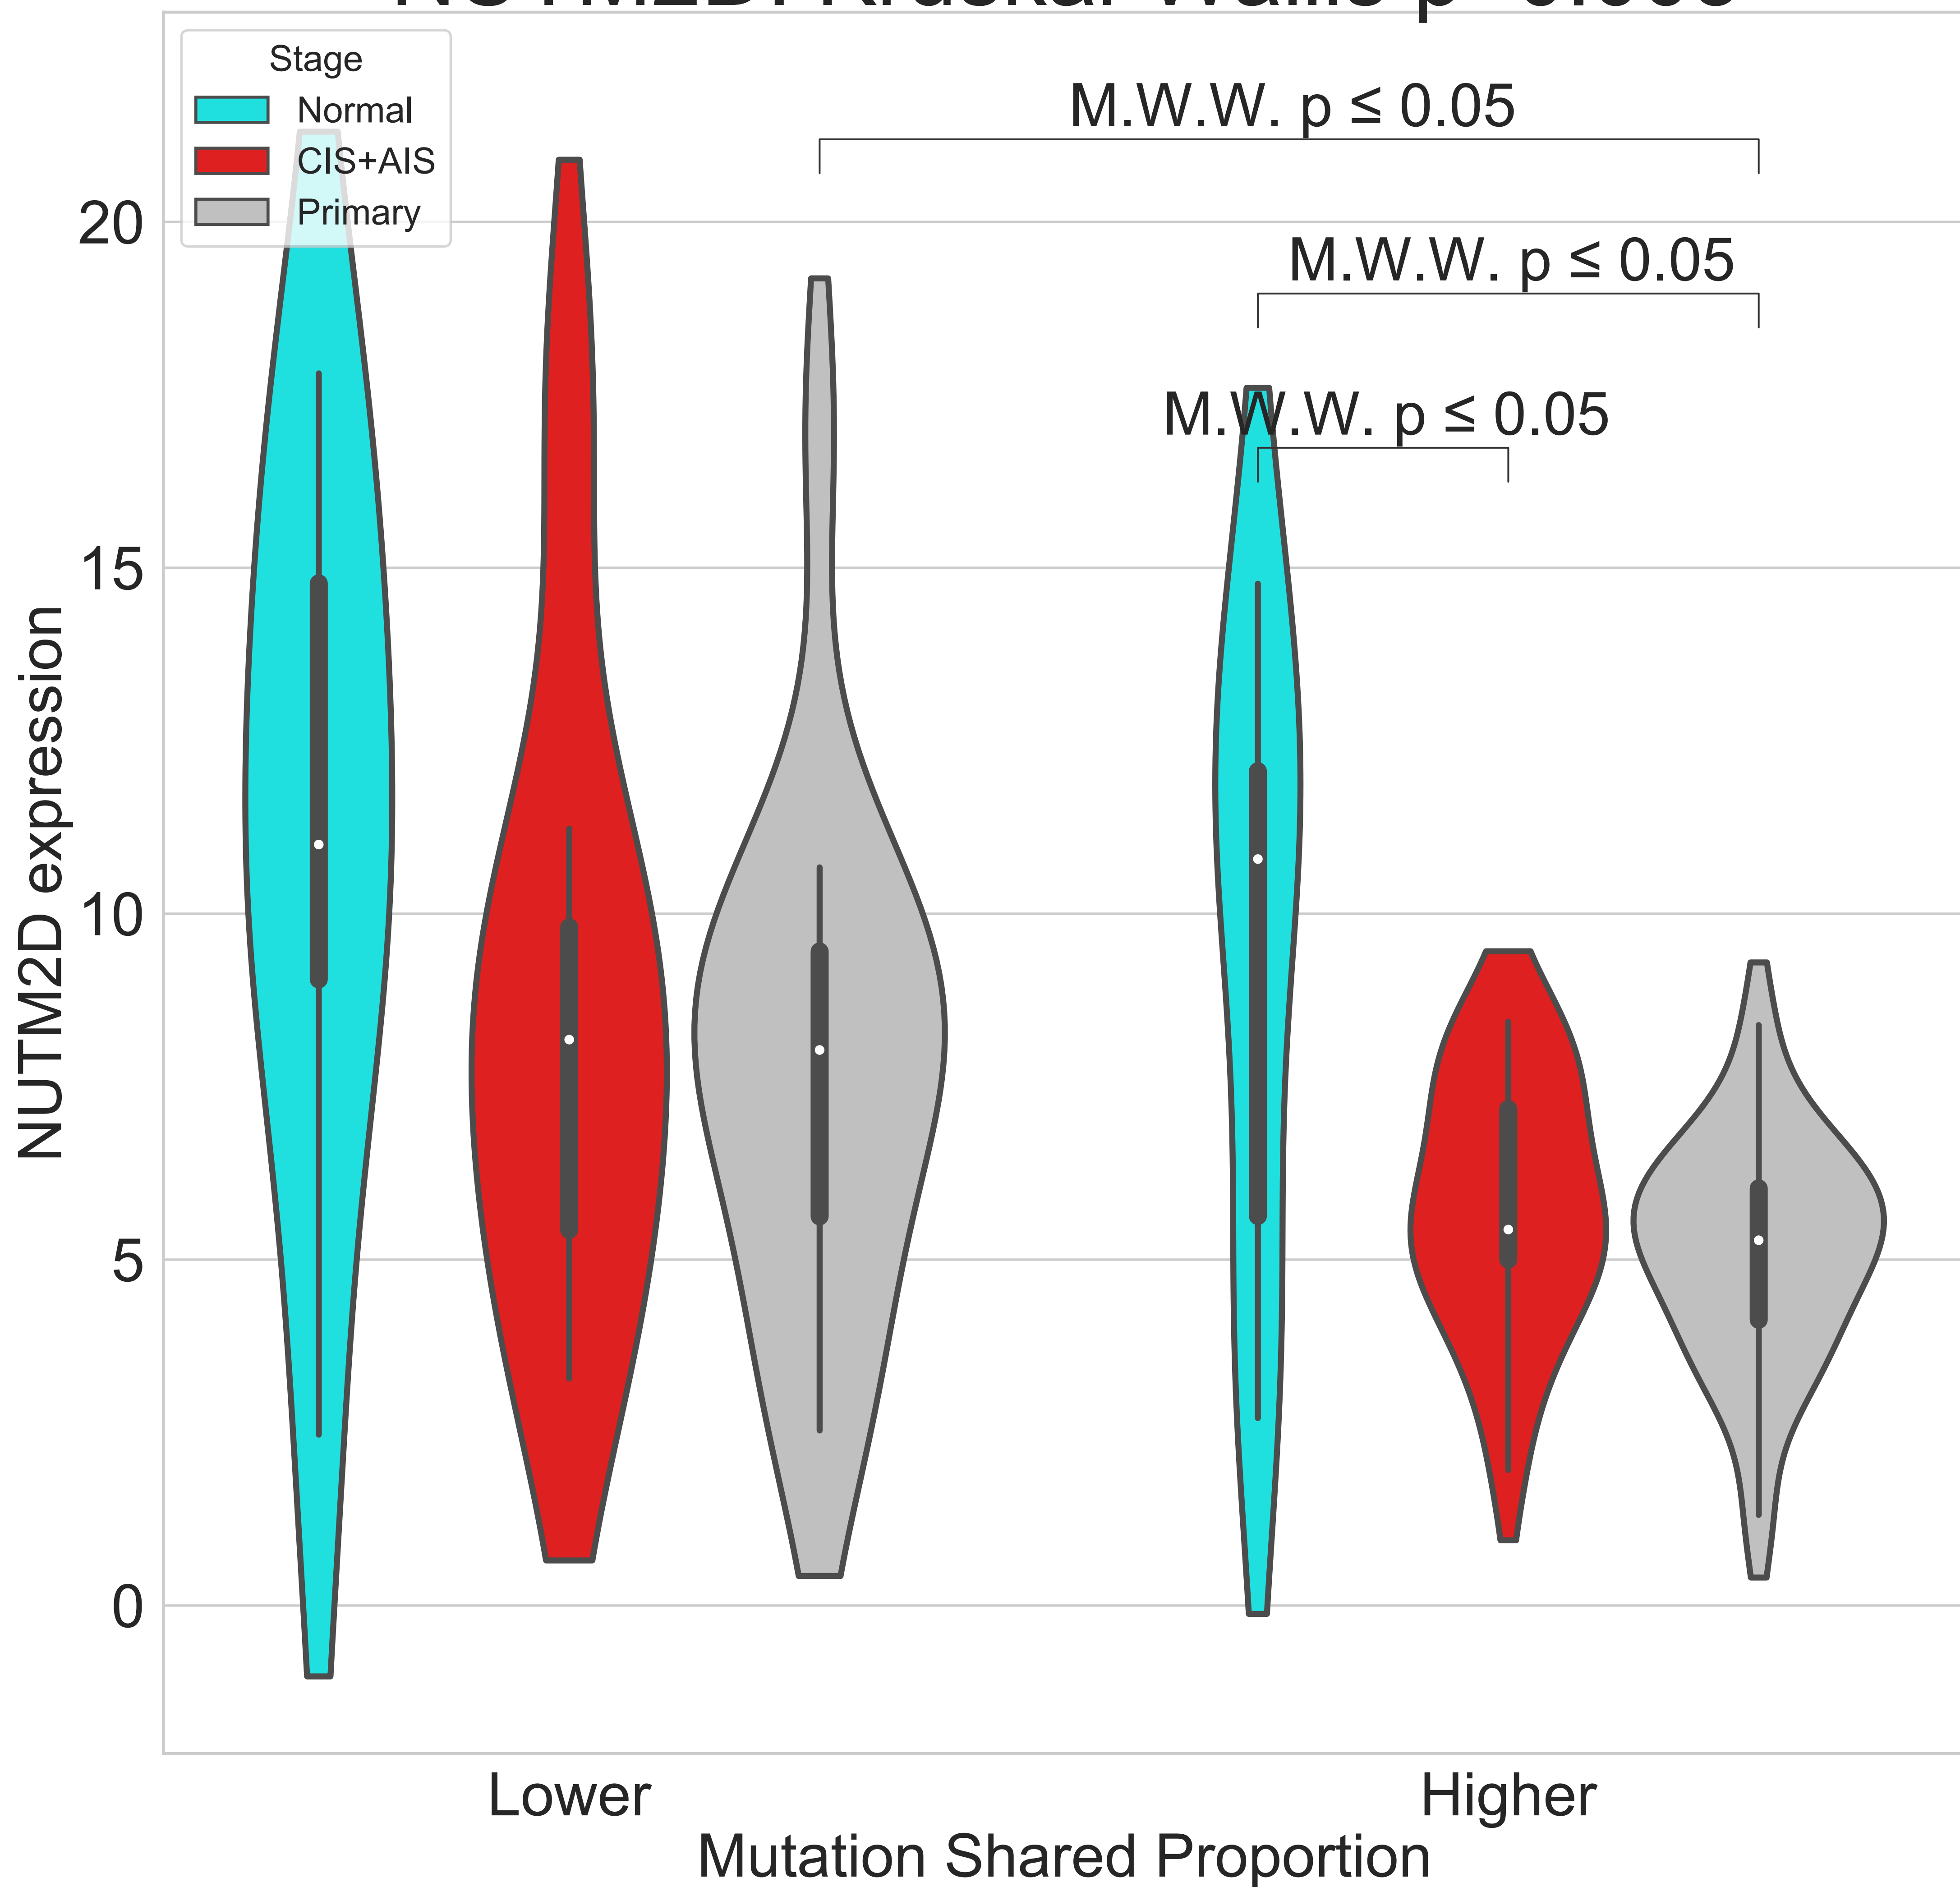 Stage
Normal
CIS+AIS
Primary
M.W.W. p ≤ 0.05
M.W.W. p ≤ 0.05
M.W.W. p ≤ 0.05
20
15
10
5
0
NUTM2D expression
Lower
Higher
Mutation Shared Proportion